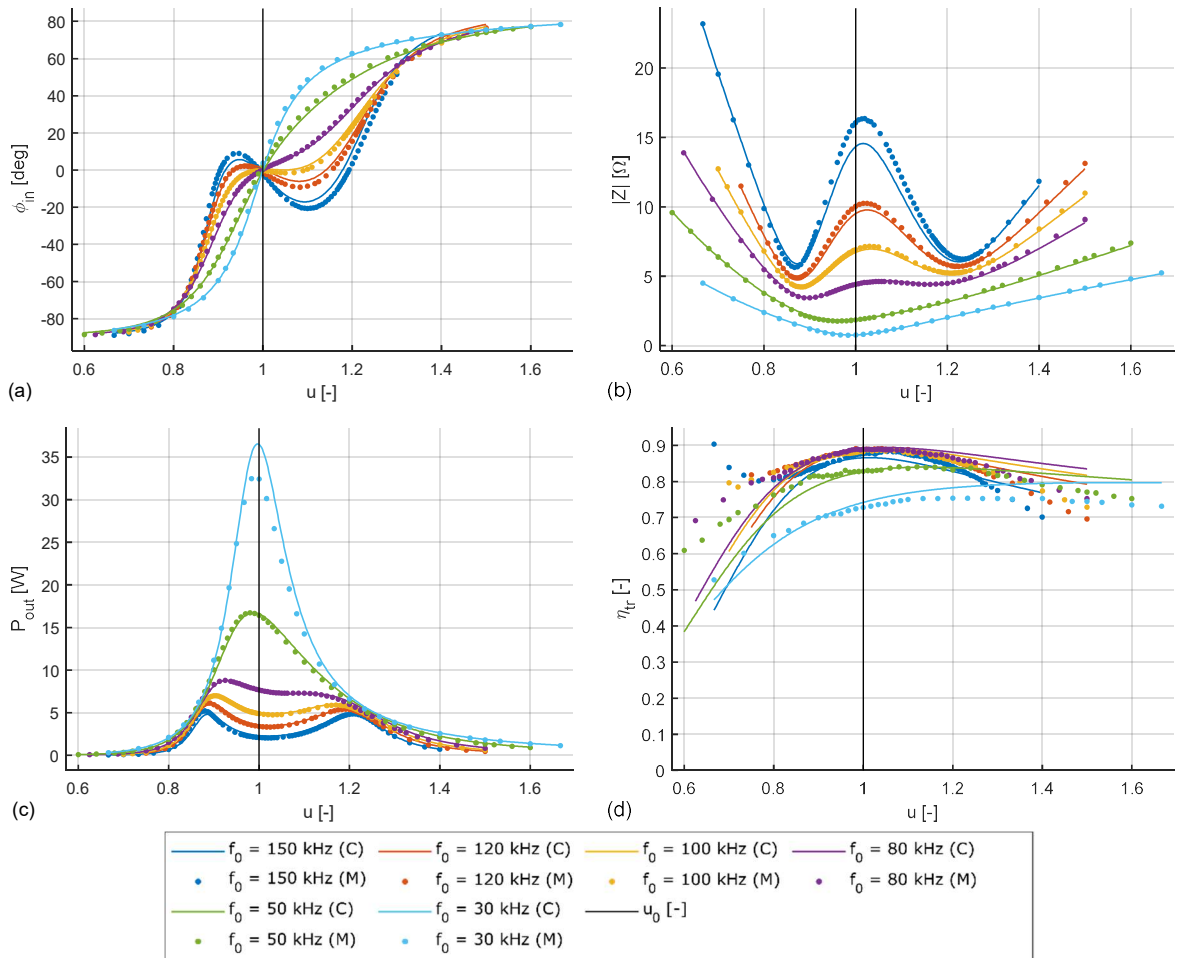 80
60
40
20
0
-20
-40
-60
-80
ϕin [deg]
0.6 0.8 1 1.2 1.4 1.6
(a)
u [-]
20
15
10
5
0
|Z| [Ω]
0.6 0.8 1 1.2 1.4 1.6
(b)
u [-]
35
30
25
20
15
10
5
0
Pout [W]
0.6 0.8 1 1.2 1.4 1.6
(c)
u [-]
0.9
0.8
0.7
0.6
0.5
0.4
0.3
0.2
0.1
0
ηtr [-]
0.6 0.8 1 1.2 1.4 1.6
(d)
u [-]
f0 = 150 kHz (C) f0 = 120 kHz (C) f0 = 100 kHz (C) f0 = 80 kHz (C)
f0 = 150 kHz (M) f0 = 120 kHz (M) f0 = 100 kHz (M) f0 = 80 kHz (M)
f0 = 50 kHz (C) f0 = 30 kHz (C) u0 [-]
f0 = 50 kHz (M) f0 = 30 kHz (M)